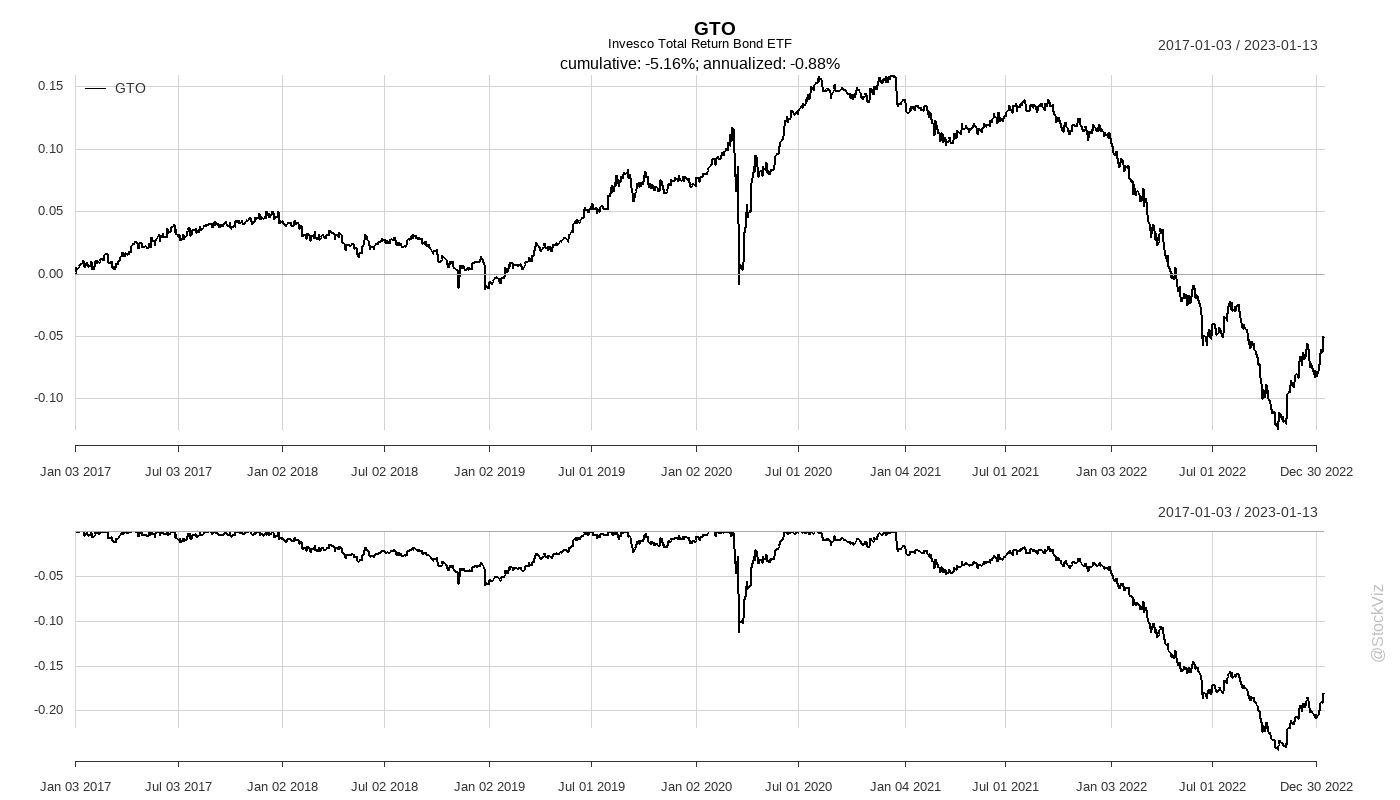 GTO
Invesco Total Return Bond ETF
2017-01-03 / 2023-01-13
cumulative: -5.16%; annualized: -0.88%
GTO
0.15
0.10
0.05
0.00
-0.05
-0.10
Jan 03 2017 Jul 03 2017 Jan 02 2018 Jul 02 2018 Jan 02 2019 Jul 01 2019 Jan 02 2020 Jul 01 2020 Jan 04 2021 Jul 01 2021 Jan 03 2022 Jul 01 2022 Dec 30 2022
2017-01-03 / 2023-01-13
-0.05
-0.10
-0.15
-0.20
@StockViz
Jan 03 2017 Jul 03 2017 Jan 02 2018 Jul 02 2018 Jan 02 2019 Jul 01 2019 Jan 02 2020 Jul 01 2020 Jan 04 2021 Jul 01 2021 Jan 03 2022 Jul 01 2022 Dec 30 2022